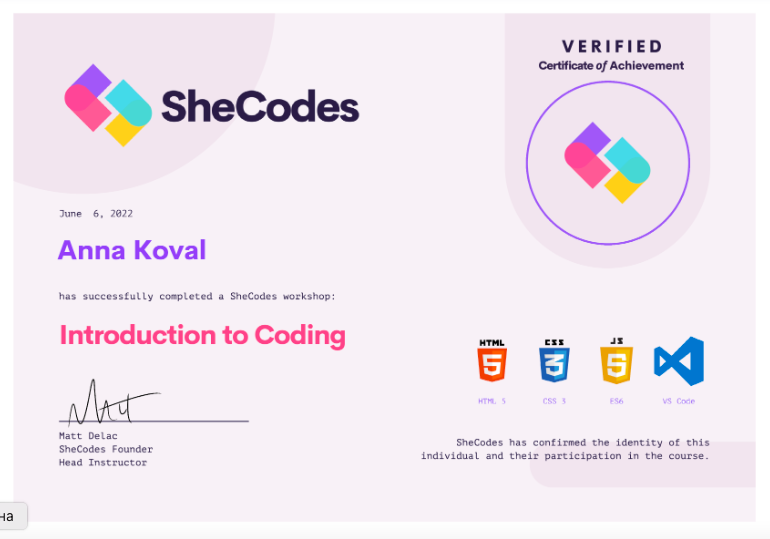 VERIFIED
Certificate of Achievement
SheCodes
June 6, 2022
Anna Koval
has successfully completed a SheCodes workshop:
Introduction to Coding
HTML
CSS
JS
5
3
5
HTML 5
CSS 3
ES6
VS Code
Matt
Matt Delac
SheCodes Founder
Head Instructor
SheCodes has confirmed the identity of this
individual and their participation in the course.
на